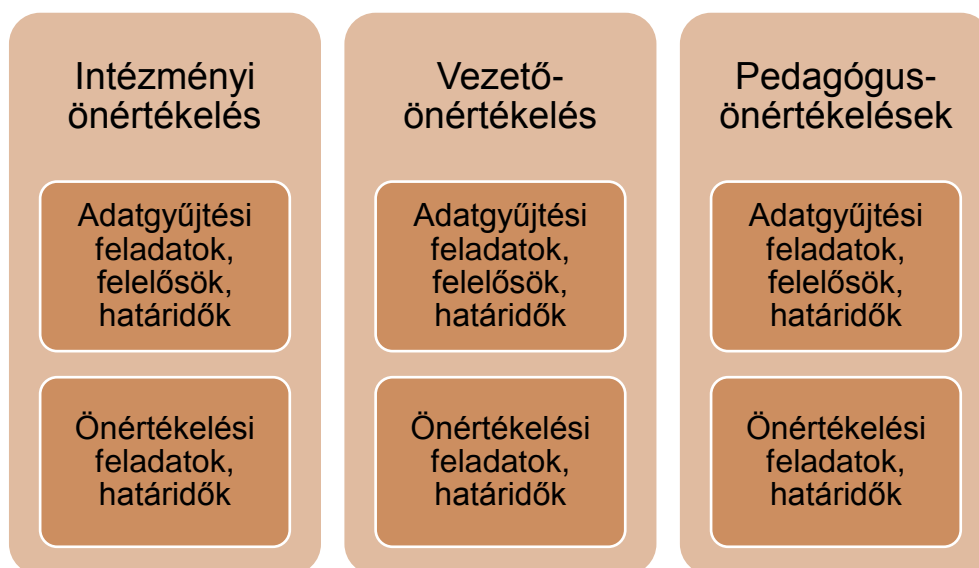 Intézményi
önértékelés
Adatgyűjtési
feladatok,
felelősök,
határidők
Önértékelési
feladatok,
határidők
Vezető-
önértékelés
Adatgyűjtési
feladatok,
felelősök,
határidők
Önértékelési
feladatok,
határidők
Pedagógus-
önértékelések
Adatgyűjtési
feladatok,
felelősök,
határidők
Önértékelési
feladatok,
határidők